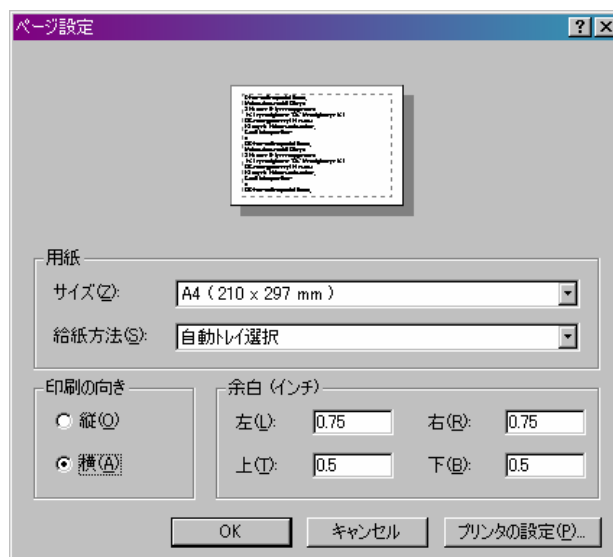 ページ設定
用紙
サイズ(Z):
A4 ( 210 x 297 mm )
給紙方法(S):
自動トレイ選択
印刷の向き
縦(O)
横(A)
余白 (インチ)
左(L):
0.75
右(R):
0.75
上(T):
0.5
下(B):
0.5
OK
キャンセル
プリンタの設定(P)...